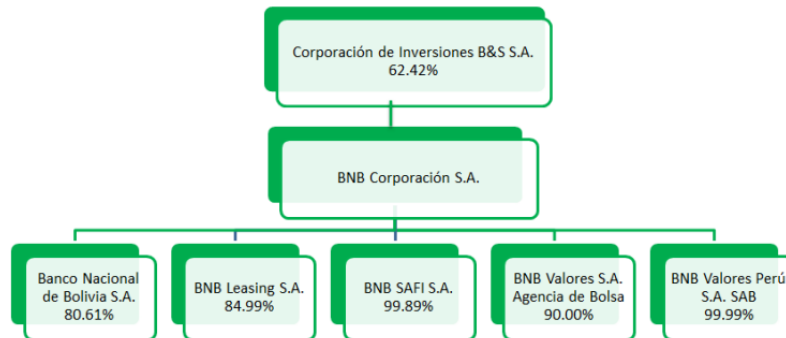 Corporación de Inversiones B&S S.A.
62.42%
BNB Corporación S.A.
Banco Nacional
de Bolivia S.A.
80.61%
BNB Leasing S.A.
84.99%
BNB SAFI S.A.
99.89%
BNB Valores S.A.
Agencia de Bolsa
90.00%
BNB Valores Perú
S.A. SAB
99.99%